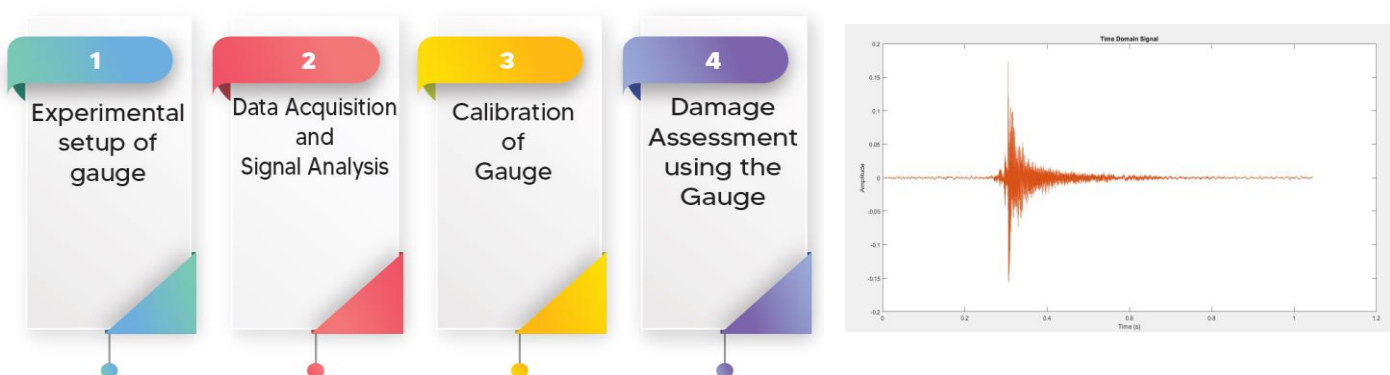 1
Experimental
setup of
gauge
2
Data Acquisition
and
Signal Analysis
3
Calibration
of
Gauge
4
Damage
Assessment
using the
Gauge
Time Domain Signal
Amplitude
0.2
0.15
0.1
0.05
0
-0.05
-0.1
-0.15
-0.2
0 0.2 0.4 0.6 0.8 1 1.2
Time (s)